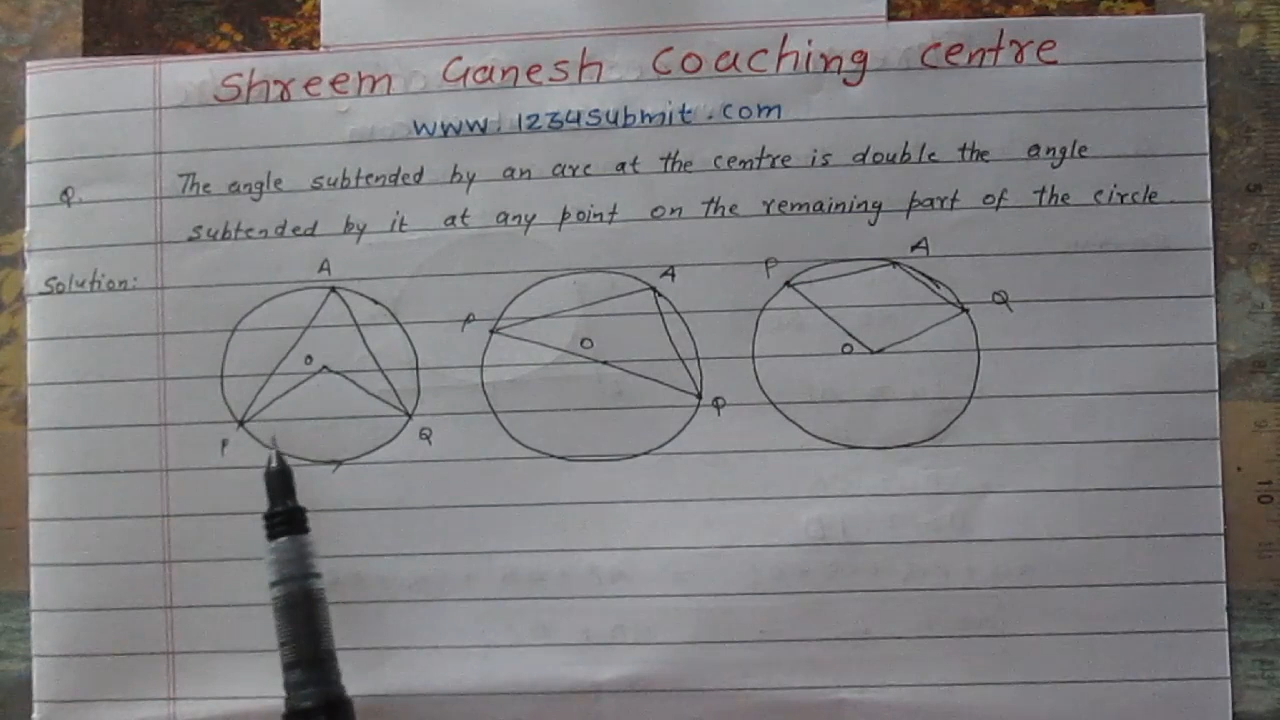 Shreem Ganesh Coaching centre
www.1234submit.com
Q. The angle subtended by an arc at the centre is double the angle
subtended by it at any point on the remaining part of the circle.
Solution:
A
O
P
Q
A
P
O
Q
A
P
Q
O